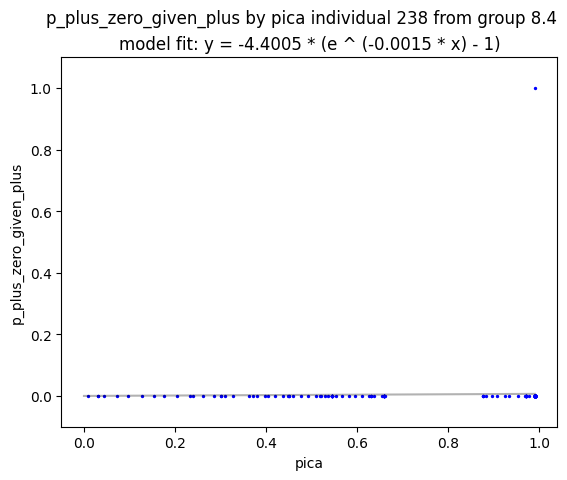 p_plus_zero_given_plus by pica individual 238 from group 8.4
model fit: y = -4.4005 * (e ^ (-0.0015 * x) - 1)
p_plus_zero_given_plus
1.0
0.8
0.6
0.4
0.2
0.0
0.0 0.2 0.4 0.6 0.8 1.0
pica